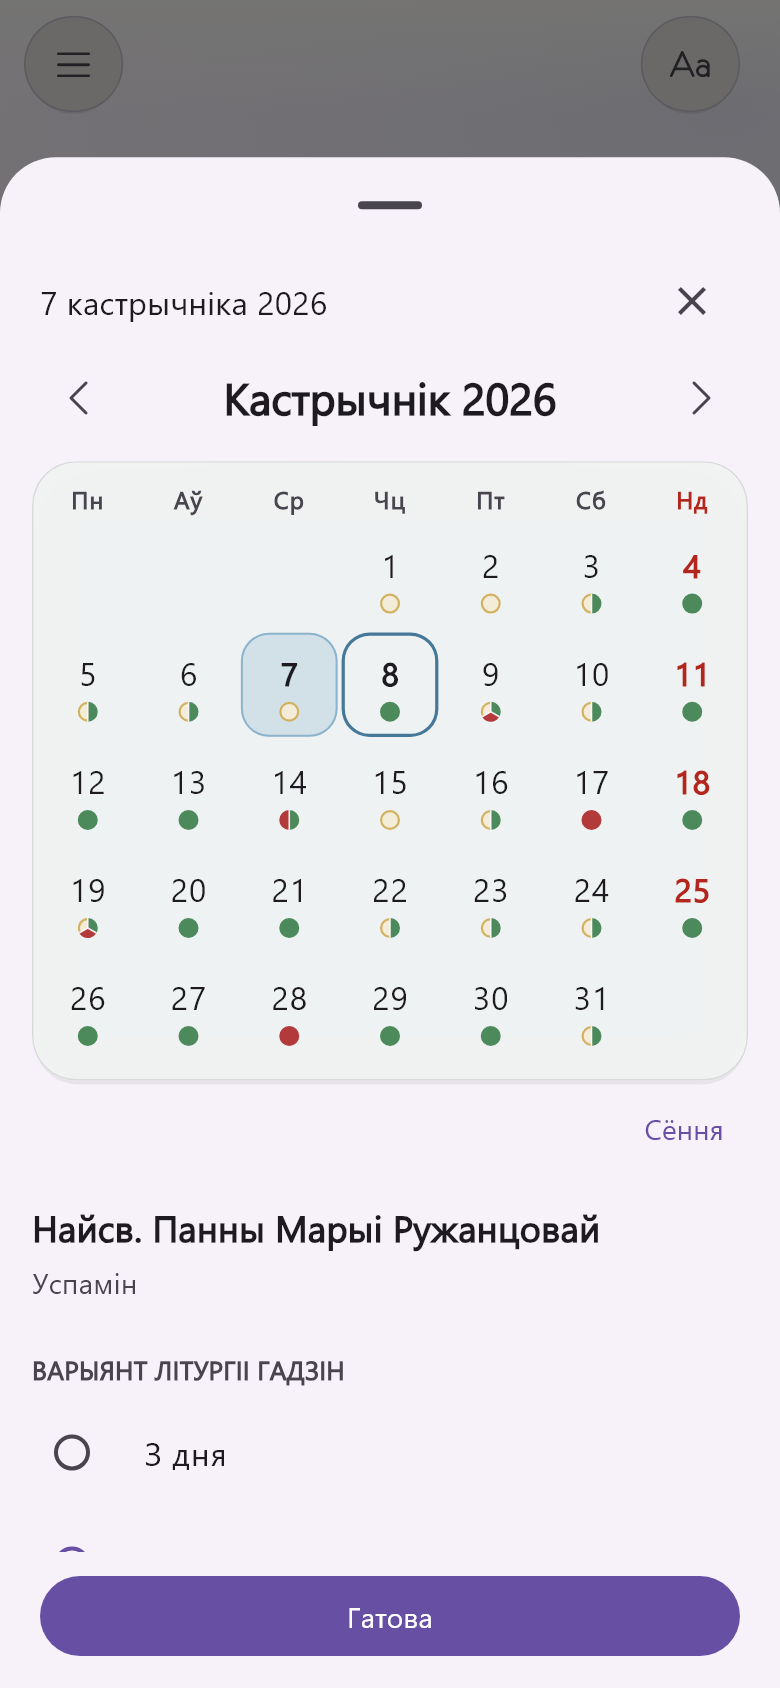 Aa
7 кастрычніка 2026
Кастрычнік 2026
Пн Аў Ср Чц Пт Сб Нд
1 2 3 4
5 6 7 8 9 10 11
12 13 14 15 16 17 18
19 20 21 22 23 24 25
26 27 28 29 30 31
Сёння
Найсв. Панны Марыі Ружанцовай
Успамін
ВАРЫЯНТ ЛІТУРГІІ ГАДЗІН
З дня
Гатова